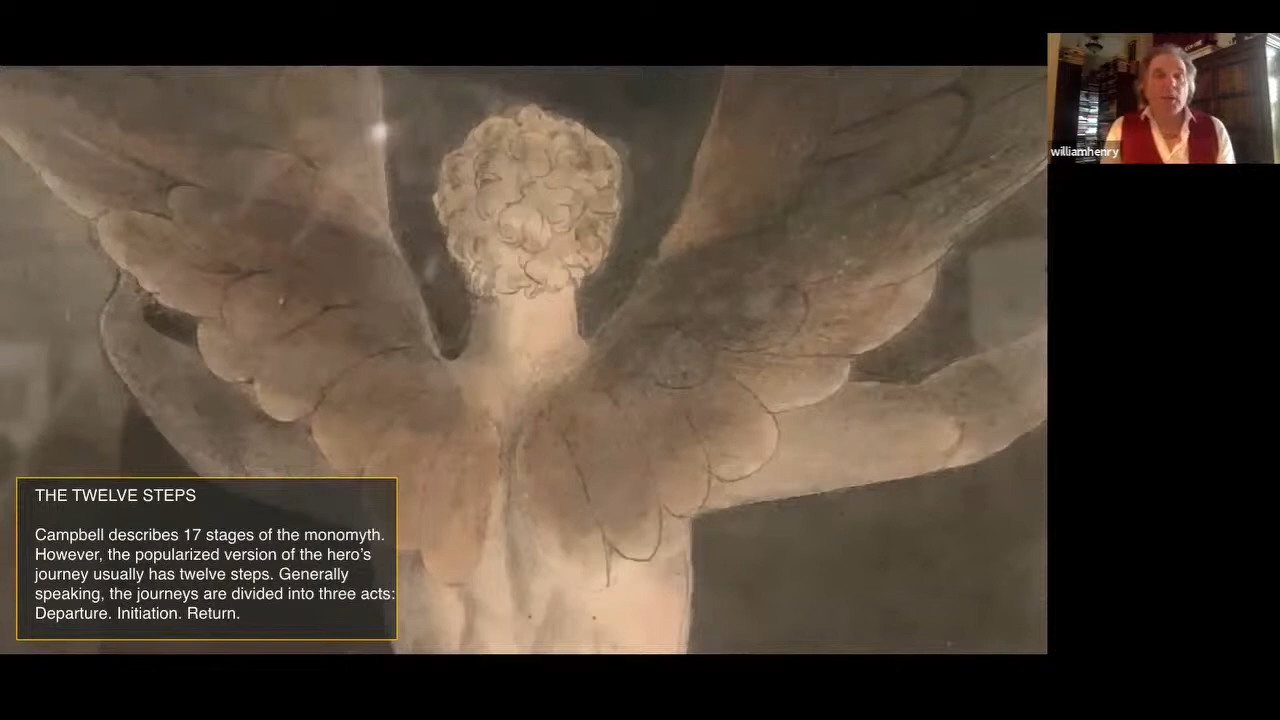 williamhenry
THE TWELVE STEPS
Campbell describes 17 stages of the monomyth.
However, the popularized version of the hero’s
journey usually has twelve steps. Generally
speaking, the journeys are divided into three acts:
Departure. Initiation. Return.